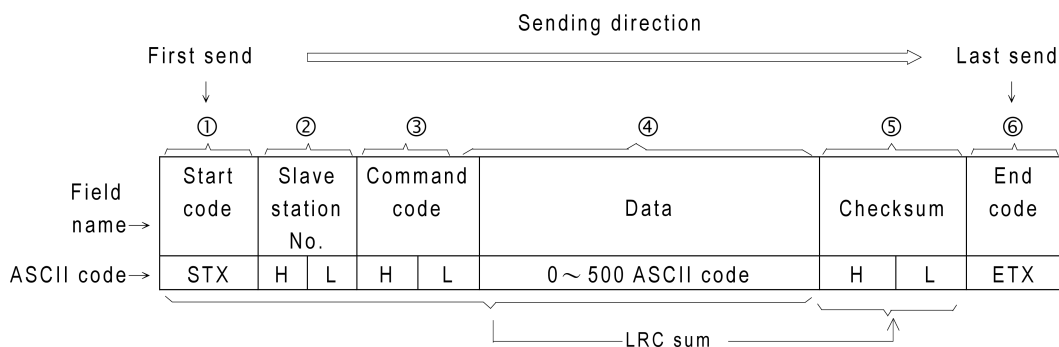 Sending direction
First send
Last send
① ② ③ ④ ⑤ ⑥
Field
name→
Start
code
Slave
station
No.
Command
code
Data
Checksum
End
code
ASCII code→
STX
H
L
H
L
0～500 ASCII code
H
L
ETX
LRC sum